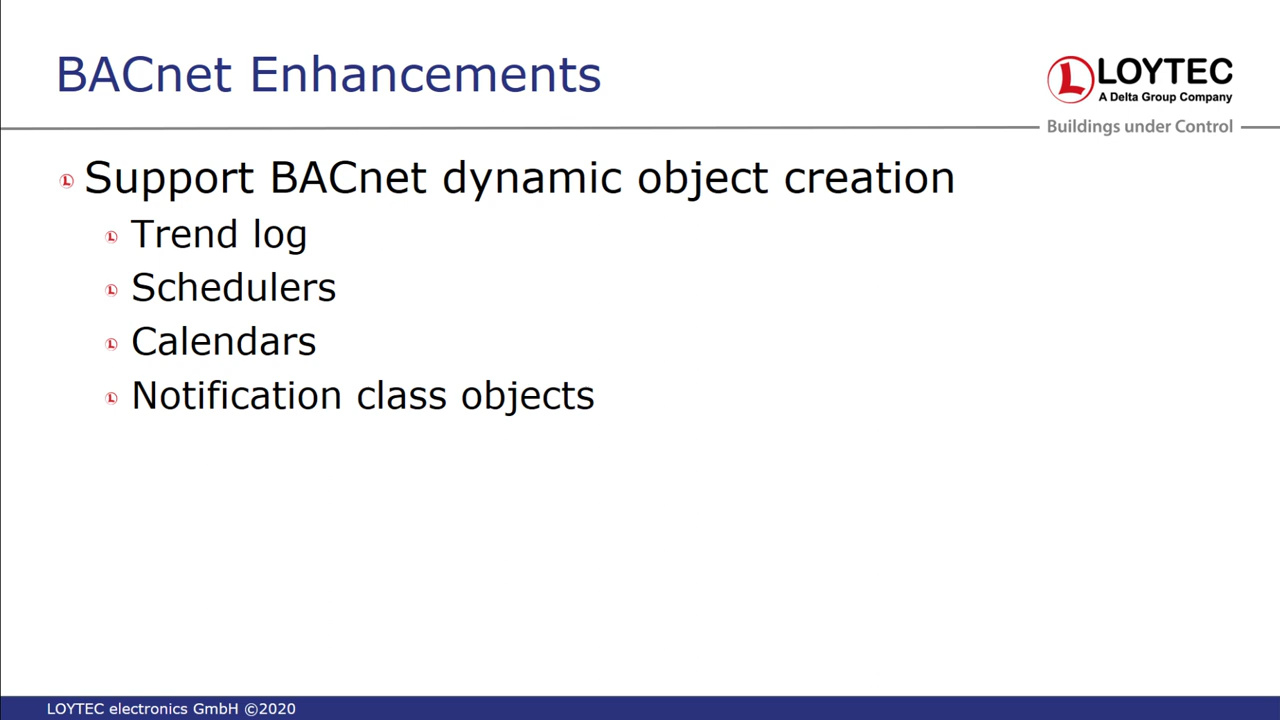 BACnet Enhancements
LOYTEC
A Delta Group Company
Buildings under Control
Support BACnet dynamic object creation
Trend log
Schedulers
Calendars
Notification class objects
LOYTEC electronics GmbH ©2020